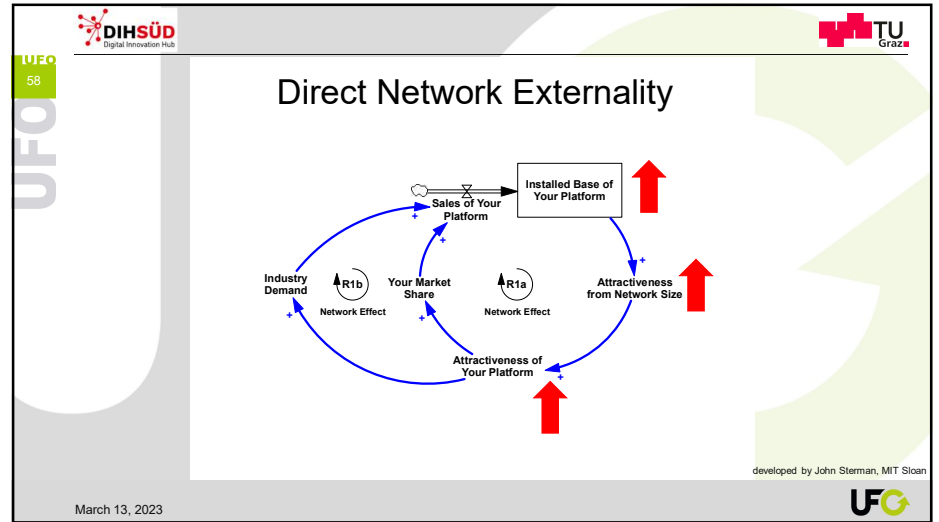 DIHSÜD
Digital Innovation Hub
TU
Graz
UFO
58
UFO
Direct Network Externality
Installed Base of
Your Platform
Sales of Your
Platform
+
+
+
Industry
Demand
R1b
Your Market
Share
R1a
Attractiveness
from Network Size
Network Effect
Network Effect
+
+
Attractiveness of
Your Platform
+
developed by John Sterman, MIT Sloan
March 13, 2023
UFO